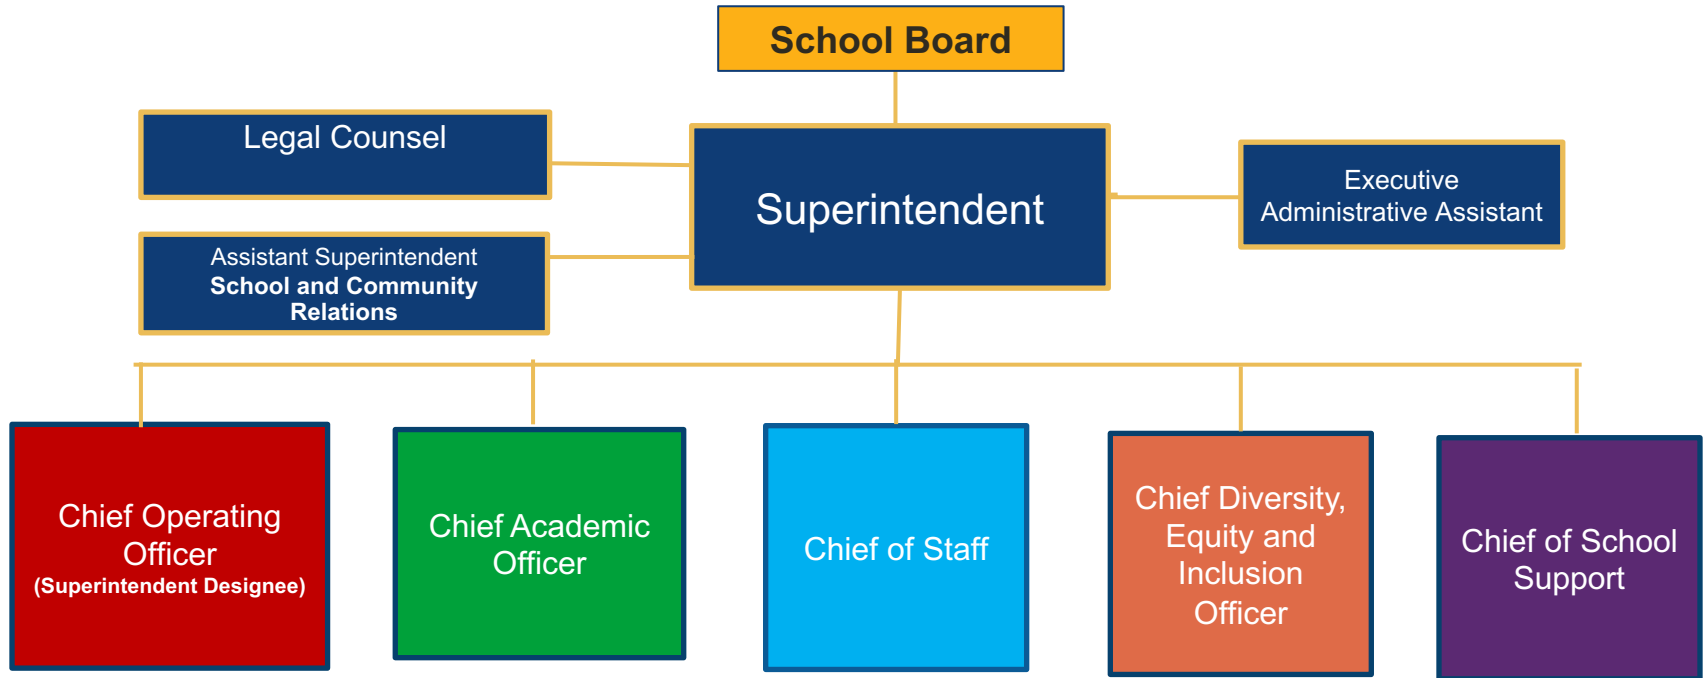 School Board
Legal Counsel
Superintendent
Executive
Administrative Assistant
Assistant Superintendent
School and Community
Relations
Chief Operating
Officer
(Superintendent Designee)
Chief Academic
Officer
Chief of Staff
Chief Diversity,
Equity and
Inclusion
Officer
Chief of School
Support